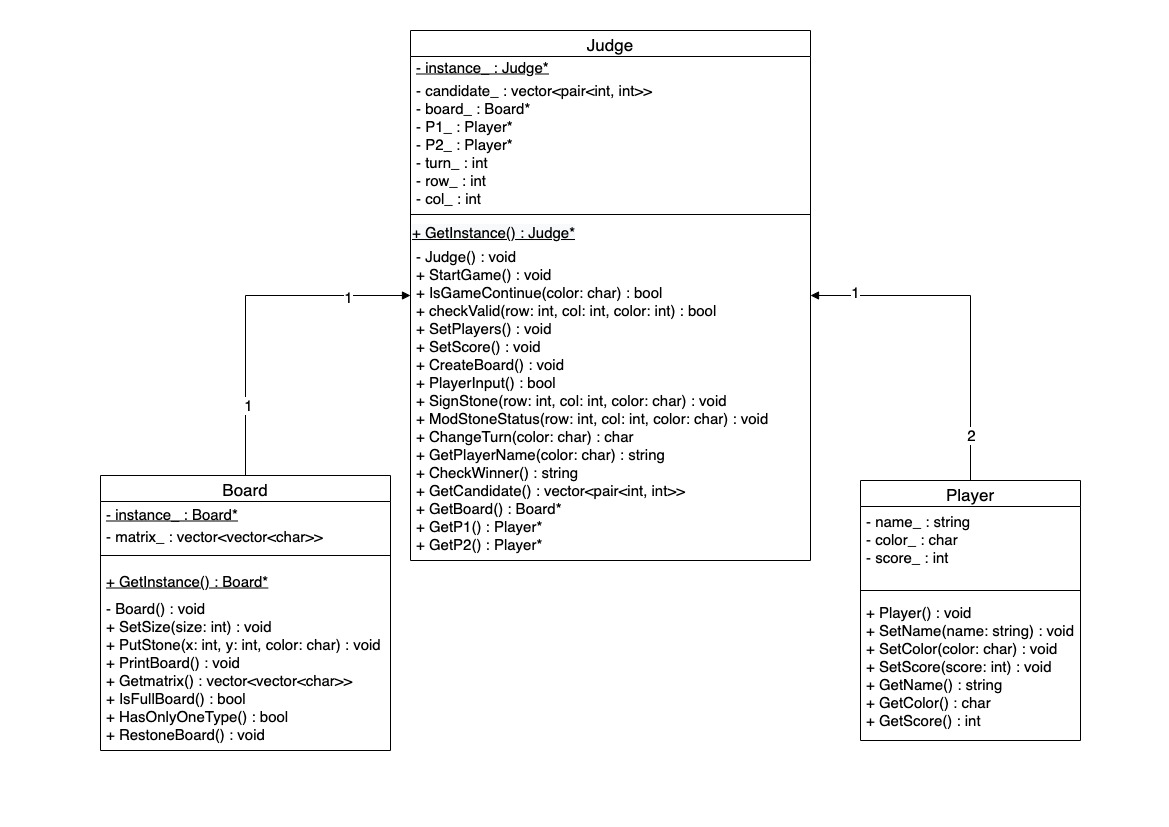 Judge
- instance_ : Judge*
- candidate_ : vector<pair<int, int>>
- board_ : Board*
- P1_ : Player*
- P2_ : Player*
- turn_ : int
- row_ : int
- col_ : int
+ GetInstance() : Judge*
- Judge() : void
+ StartGame() : void
+ IsGameContinue(color: char) : bool
+ checkValid(row: int, col: int, color: int) : bool
+ SetPlayers() : void
+ SetScore() : void
+ CreateBoard() : void
+ PlayerInput() : bool
+ SignStone(row: int, col: int, color: char) : void
+ ModStoneStatus(row: int, col: int, color: char) : void
+ ChangeTurn(color: char) : char
+ GetPlayerName(color: char) : string
+ CheckWinner() : string
+ GetCandidate() : vector<pair<int, int>>
+ GetBoard() : Board*
+ GetP1() : Player*
+ GetP2() : Player*
1
1
1
2
Board
- instance_ : Board*
- matrix_ : vector<vector<char>>
+ GetInstance() : Board*
- Board() : void
+ SetSize(size: int) : void
+ PutStone(x: int, y: int, color: char) : void
+ PrintBoard() : void
+ Getmatrix() : vector<vector<char>>
+ IsFullBoard() : bool
+ HasOnlyOneType() : bool
+ RestoneBoard() : void
Player
- name_ : string
- color_ : char
- score_ : int
+ Player() : void
+ SetName(name: string) : void
+ SetColor(color: char) : void
+ SetScore(score: int) : void
+ GetName() : string
+ GetColor() : char
+ GetScore() : int